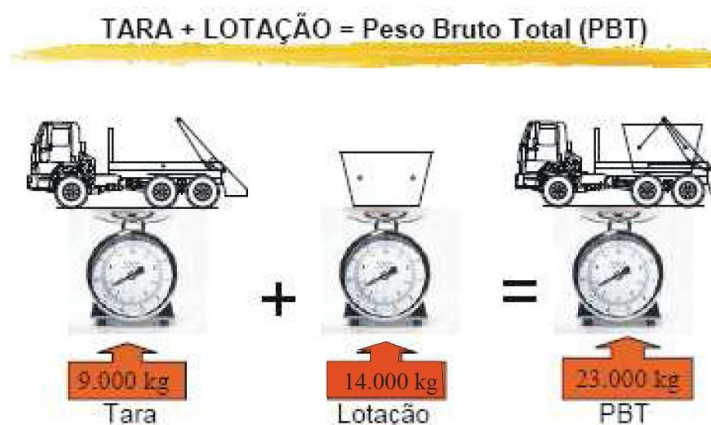 TARA + LOTAÇÃO = Peso Bruto Total (PBT)
+ =
9.000 kg 14.000 kg 23.000 kg
Tara Lotação PBT